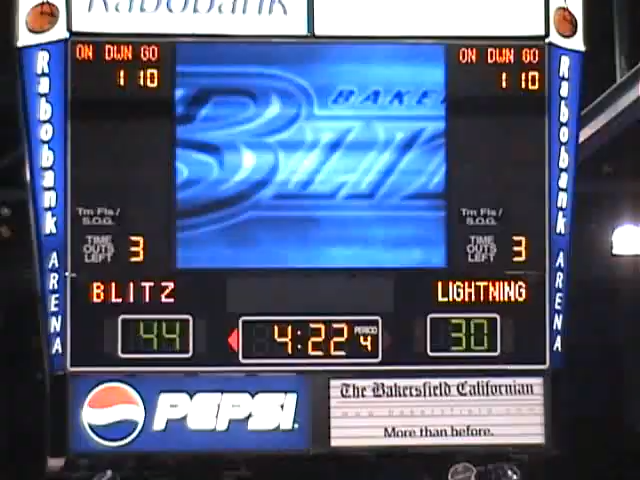 Rabobank
ON DWN GO
1 10
ON DWN GO
1 10
BAKE
BLIT
Rabobank ARENA
Rabobank ARENA
Tm Fls /
S.O.G.
Tm Fls /
S.O.G.
TIME
OUTS
LEFT 3
TIME
OUTS
LEFT 3
BLITZ
LIGHTNING
44
4:22
PERIOD
4
30
PEPSI
The Bakersfield Californian
More than before.